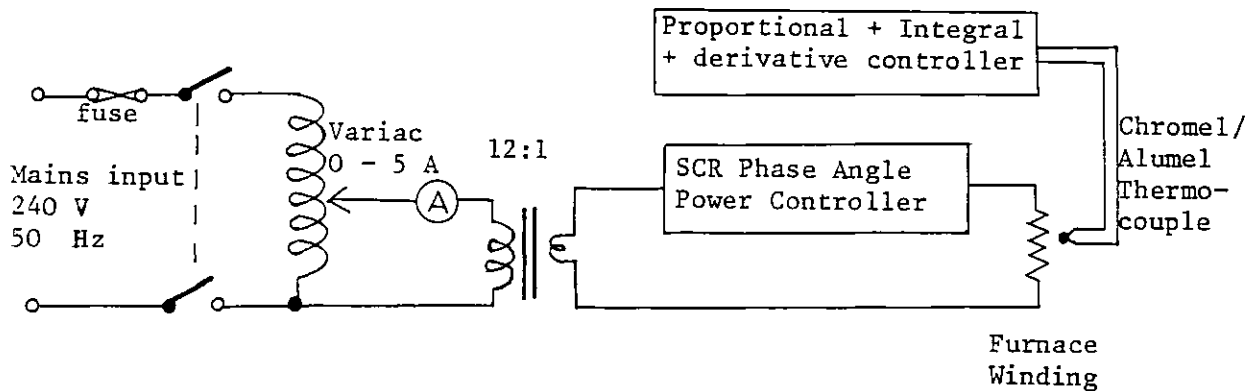 Proportional + Integral
+ derivative controller
fuse
Variac
0 - 5 A
12:1
A
Mains input
240 V
50 Hz
SCR Phase Angle
Power Controller
Chromel/
Alumel
Thermo-
couple
Furnace
Winding